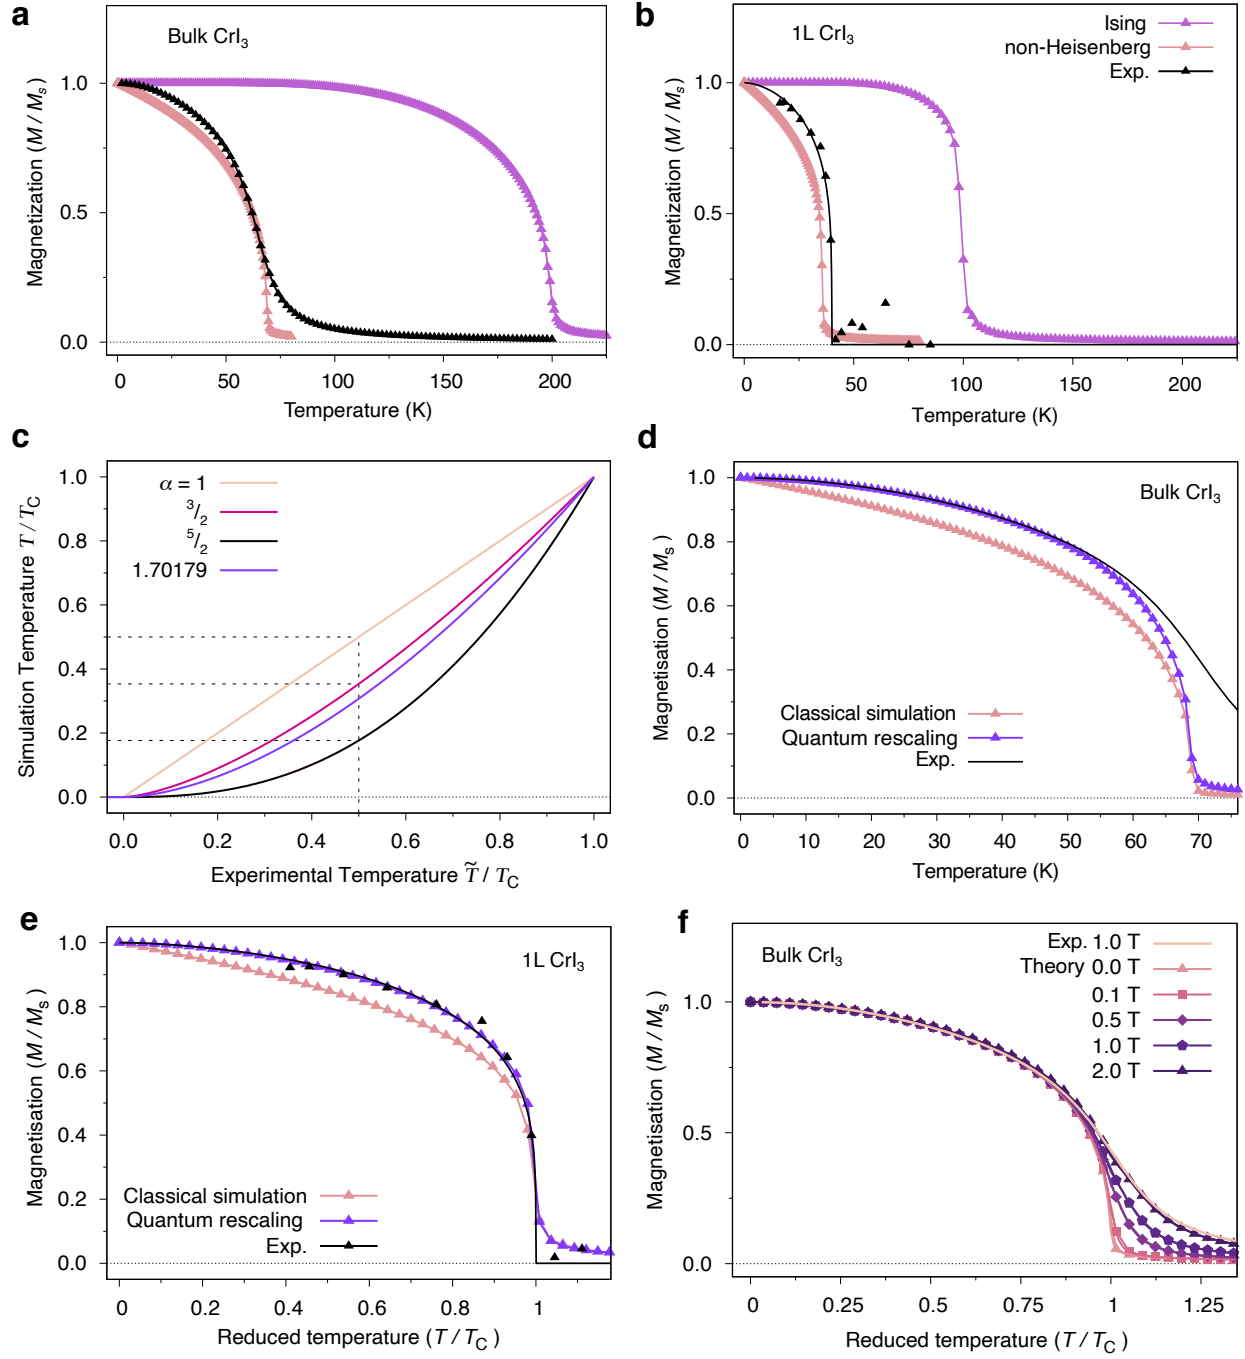 a
Bulk CrI3
1.0
0.5
0.0
Magnetization (M / Ms)
0
50
100
150
200
Temperature (K)
b
1L CrI3
Ising
non-Heisenberg
Exp.
1.0
0.5
0.0
Magnetization (M / Ms)
0
50
100
150
200
Temperature (K)
c
α = 1
3/2
5/2
1.70179
1.0
0.8
0.6
0.4
0.2
0.0
Simulation Temperature T / TC
0.0
0.2
0.4
0.6
0.8
1.0
Experimental Temperature T̃ / TC
d
Bulk CrI3
1.0
0.8
0.6
0.4
0.2
0
Magnetisation (M / Ms)
Classical simulation
Quantum rescaling
Exp.
0
10
20
30
40
50
60
70
Temperature (K)
e
1L CrI3
1.0
0.8
0.6
0.4
0.2
0.0
Magnetisation (M / Ms)
Classical simulation
Quantum rescaling
Exp.
0
0.2
0.4
0.6
0.8
1
Reduced temperature (T / TC)
f
Bulk CrI3
Exp. 1.0 T
Theory 0.0 T
0.1 T
0.5 T
1.0 T
2.0 T
1.0
0.5
0.0
Magnetisation (M / Ms)
0
0.25
0.5
0.75
1
1.25
Reduced temperature (T/TC)